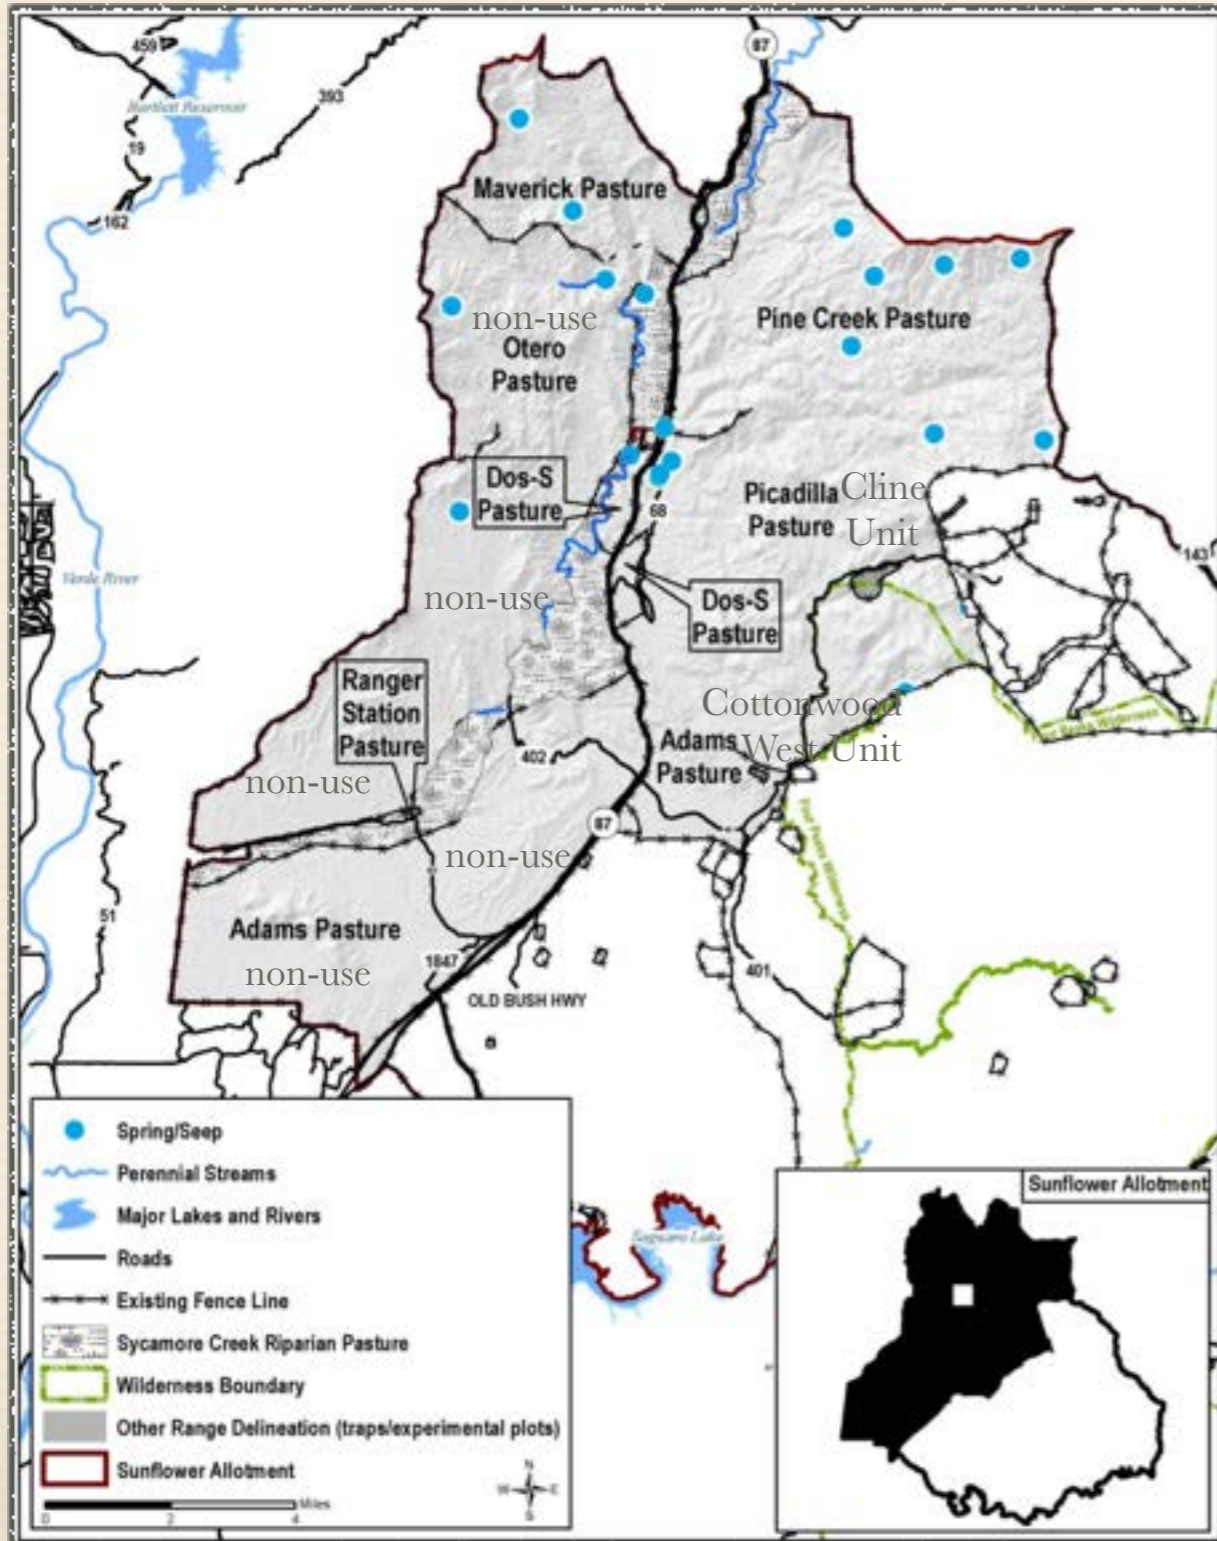 87
459
Bartlett Reservoir
393
19
162
Maverick Pasture
non-use
Otero
Pasture
Pine Creek Pasture
Dos-S
Pasture
68
Picadilla
Pasture
Cline
Unit
143
Verde River
non-use
Dos-S
Pasture
Ranger
Station
Pasture
Cottonwood
West Unit
Adams
Pasture
402
non-use
87
non-use
Four Peaks Wilderness
51
Adams Pasture
non-use
1847
OLD BUSH HWY
401
Spring/Seep
Perennial Streams
Major Lakes and Rivers
Roads
Existing Fence Line
Sycamore Creek Riparian Pasture
Wilderness Boundary
Other Range Delineation (traps/experimental plots)
Sunflower Allotment
N
W E
S
Miles
0 2 4
Saguaro Lake
Sunflower Allotment